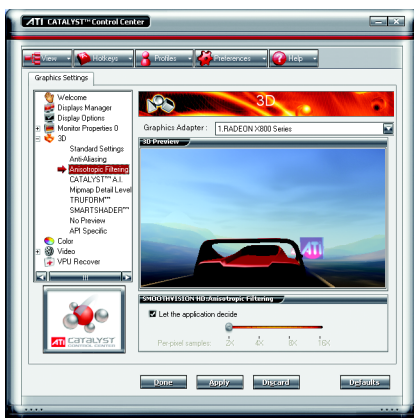 ATI CATALYST™ Control Center
View
Hotkeys
Profiles
Preferences
Help
Graphics Settings
Welcome
Displays Manager
Display Options
Monitor Properties 0
3D
Standard Settings
Anti-Aliasing
Anisotropic Filtering
CATALYST™ A.I.
Mipmap Detail Level
TRUFORM™
SMARTSHADER™
No Preview
API Specific
Color
Video
VPU Recover
ATI CATALYST
CONTROL CENTER
3D
Graphics Adapter :
1.RADEON X800 Series
3D Preview
ATI
SMOOTHVISION HD:Anisotropic Filtering
Let the application decide
Per-pixel samples: 2X 4X 8X 16X
Done
Apply
Discard
Defaults